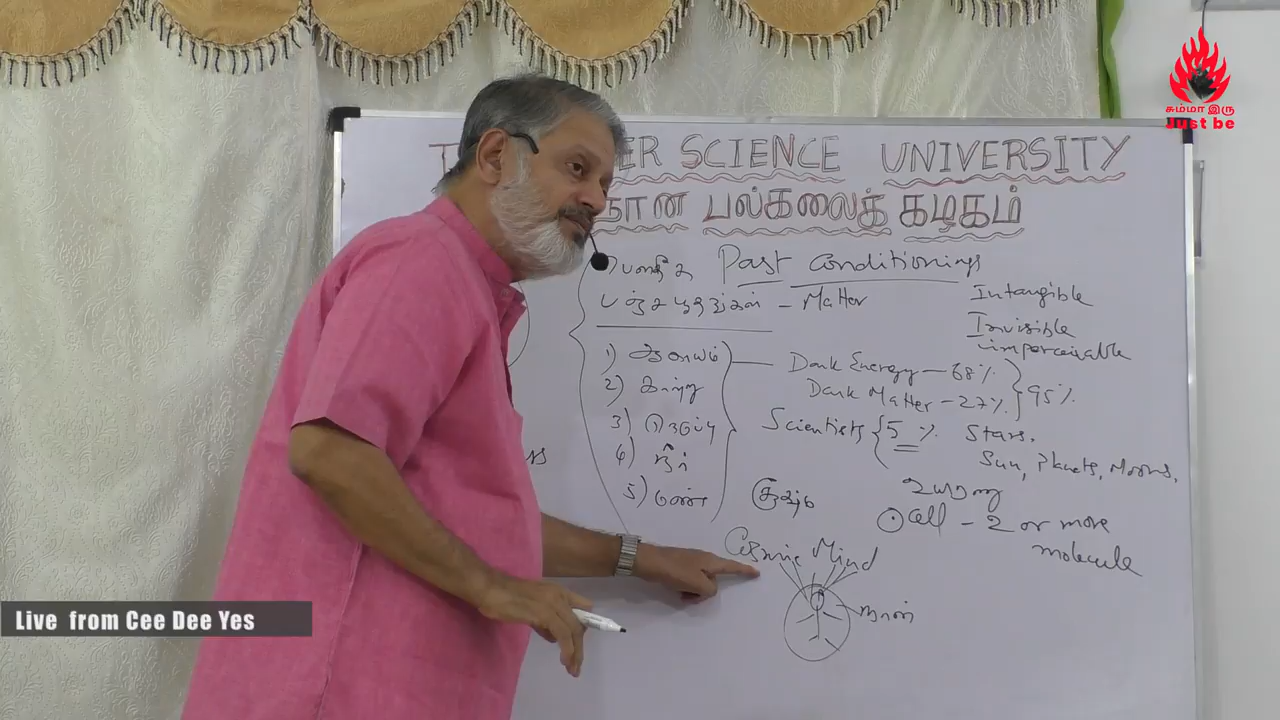 சும்மா இரு
Just be
ER SCIENCE UNIVERSITY
ஞான பல்கலைக் கழகம்
Past Conditionings
பஞ்ச பூதங்கள் - Matter
Intangible
Invisible
imperceivable
1) ஆகாயம் Dark Energy - 68%
2) காற்று Dark Matter - 27% } 95%
3) நெருப்பு Scientists { 5% Stars,
4) நீர் Sun, Planets, Moons,
5) மண்
Cell - 2 or more
molecule
Cosmic Mind
நான்
Live from Cee Dee Yes